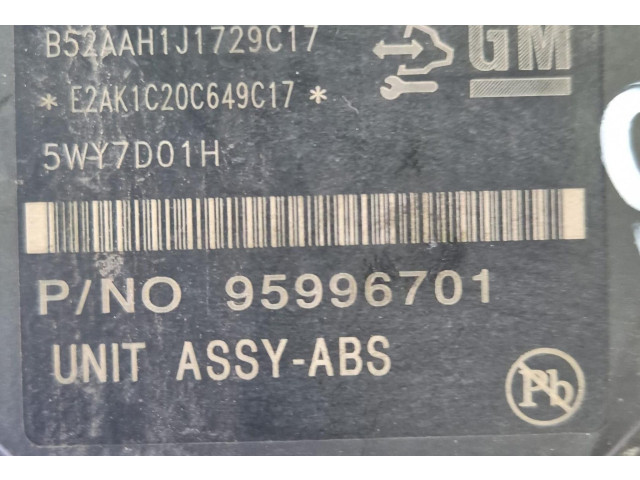 B52AAH1J1729C17
GM
* E2AK1C20C649C17 *
5WY7D01H
P/NO 95996701
UNIT ASSY-ABS
Pb